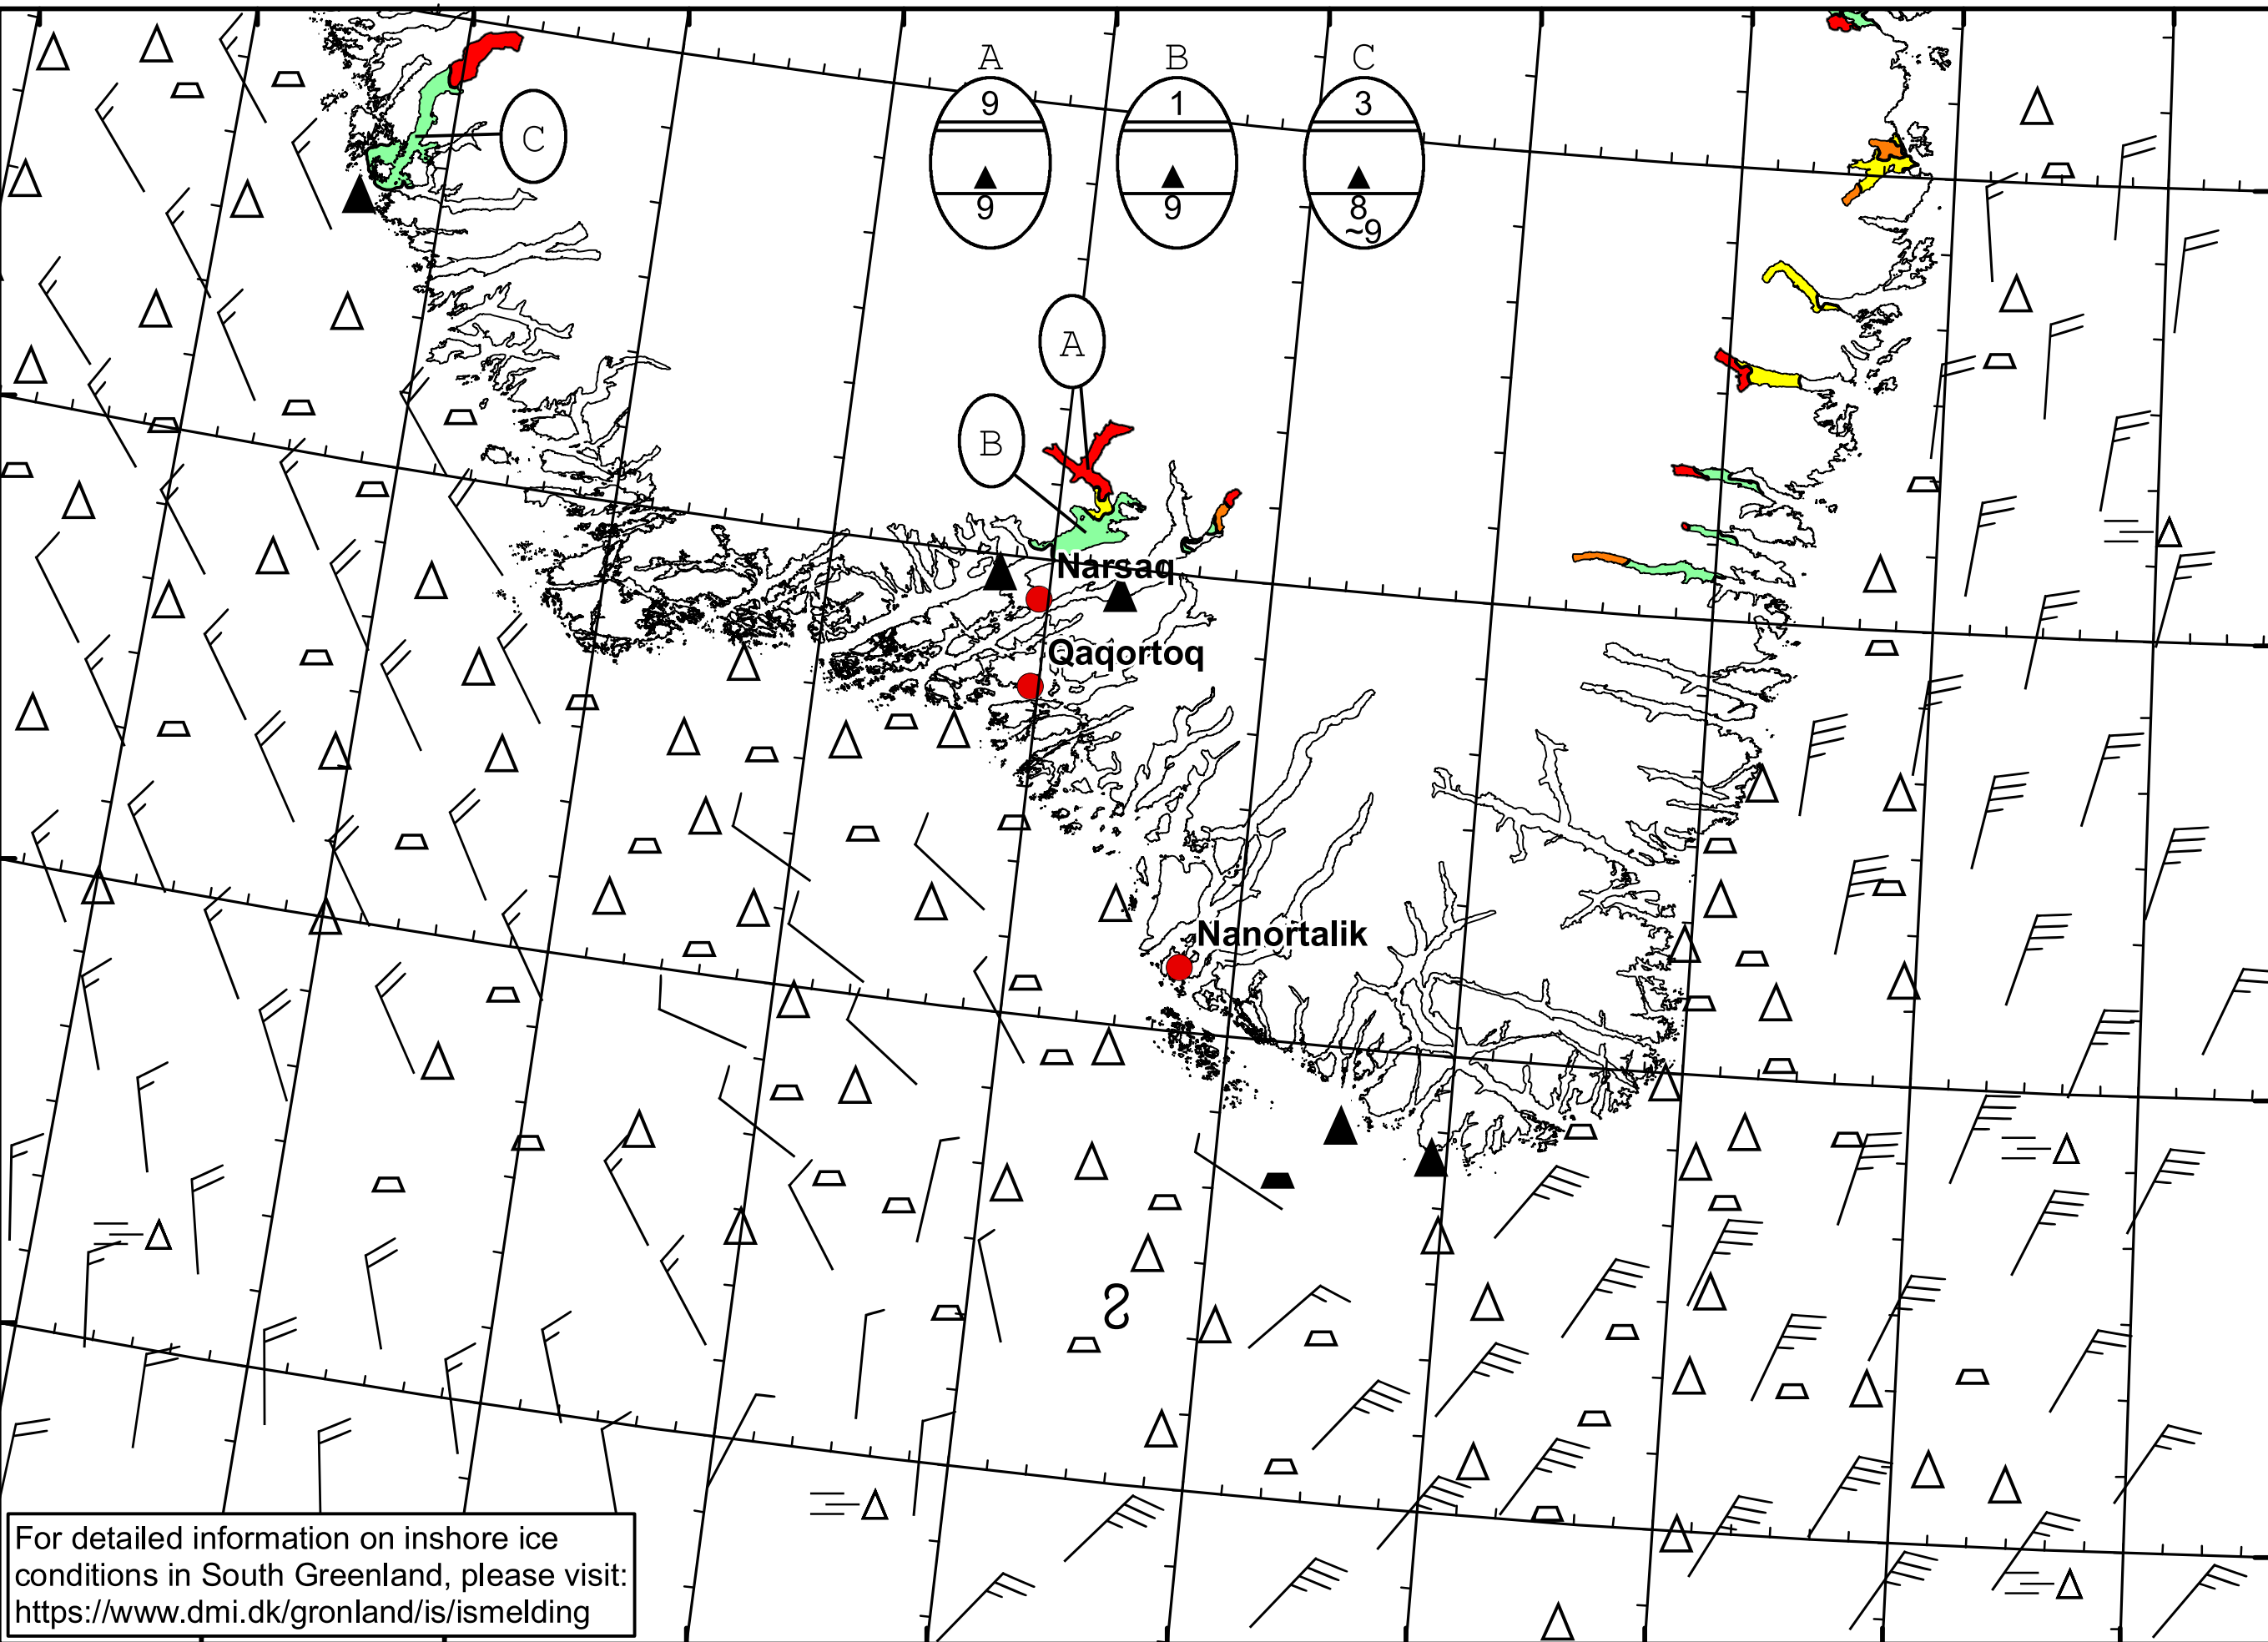 A B C
9 1 3
9 9 8
~9
C
A
B
Narsaq
Qaqortoq
Nanortalik
For detailed information on inshore ice
conditions in South Greenland, please visit:
https://www.dmi.dk/gronland/is/ismelding